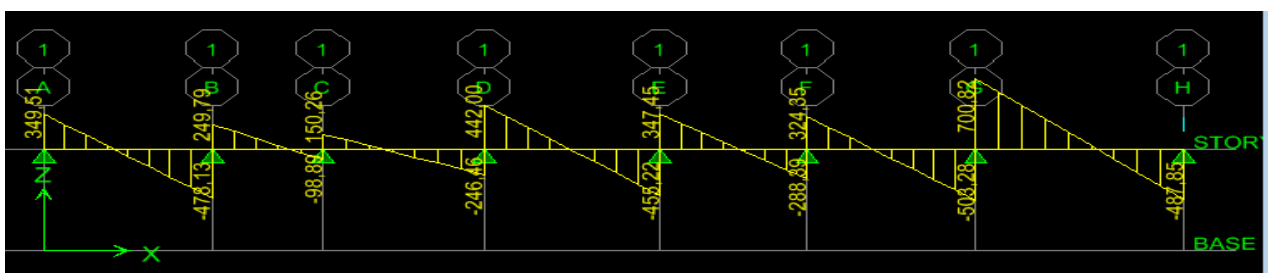 1 1 1 1 1 1 1 1
A B C D E F G H
349,51 249,79 150,26 442,00 347,45 324,35 700,82
STORY
-478,13 -98,89 -246,46 -455,22 -288,39 -503,28 -487,85
Z
X
BASE